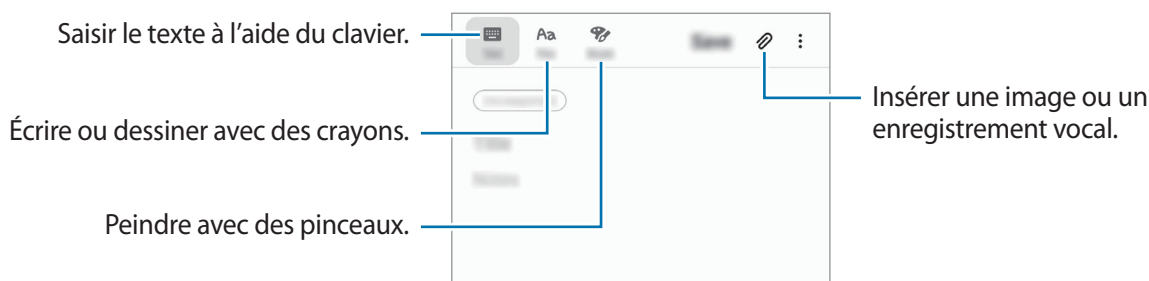 Saisir le texte à l’aide du clavier.
Aa
Save
Écrire ou dessiner avec des crayons.
Insérer une image ou un
enregistrement vocal.
Peindre avec des pinceaux.